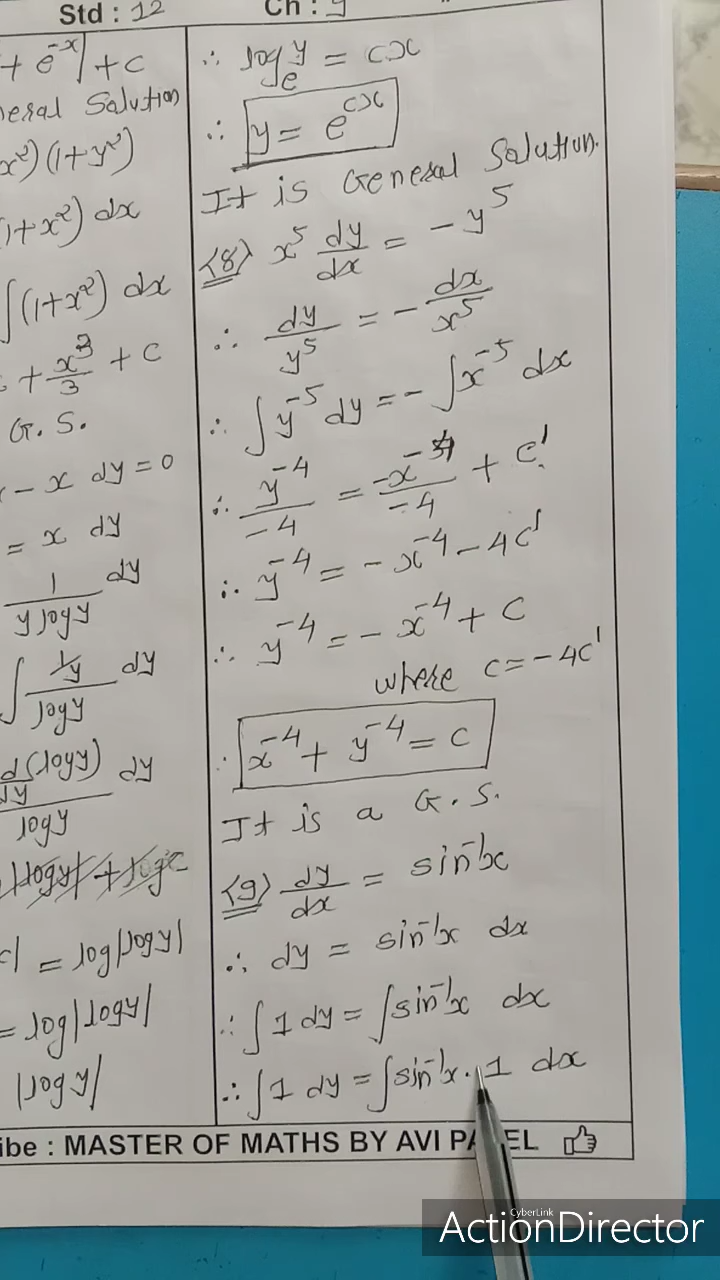 Std : 12
Ch : 9
+ e^-x| + c
neral Solution
x²)(1+y²)
(1+x²) dx
∫(1+x²) dx
+ x³/3 + c
G. S.
- x dy = 0
= x dy
1/(y logy) dy
∫ (1/y)/(logy) dy
(d/dy (logy))/(logy) dy
c| = log|logy|
= log|logy|
|logy|
∴ log_e y = cx
∴ y = e^cx
It is General Solution.
<8> x⁵ dy/dx = - y⁵
∴ dy/y⁵ = - dx/x⁵
∴ ∫ y⁻⁵ dy = - ∫ x⁻⁵ dx
∴ y⁻⁴/-4 = -x⁻⁴/-4 + c'
∴ y⁻⁴ = - x⁻⁴ - 4c'
∴ y⁻⁴ = - x⁻⁴ + c
where c = -4c'
∴ x⁻⁴ + y⁻⁴ = c
It is a G. S.
<9> dy/dx = sin⁻¹x
∴ dy = sin⁻¹x dx
∴ ∫ 1 dy = ∫ sin⁻¹x dx
∴ ∫ 1 dy = ∫ sin⁻¹x . 1 dx
ibe : MASTER OF MATHS BY AVI PA EL
CyberLink
ActionDirector